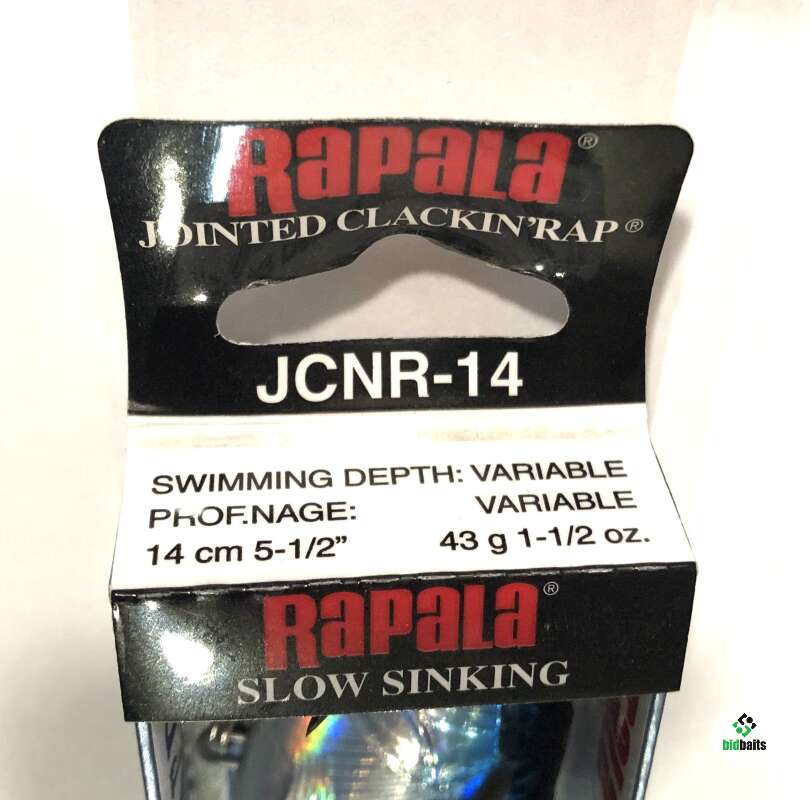 Rapala®
JOINTED CLACKIN'RAP®
JCNR-14
SWIMMING DEPTH: VARIABLE
PROF.NAGE: VARIABLE
14 cm 5-1/2” 43 g 1-1/2 oz.
Rapala®
SLOW SINKING
bidbaits